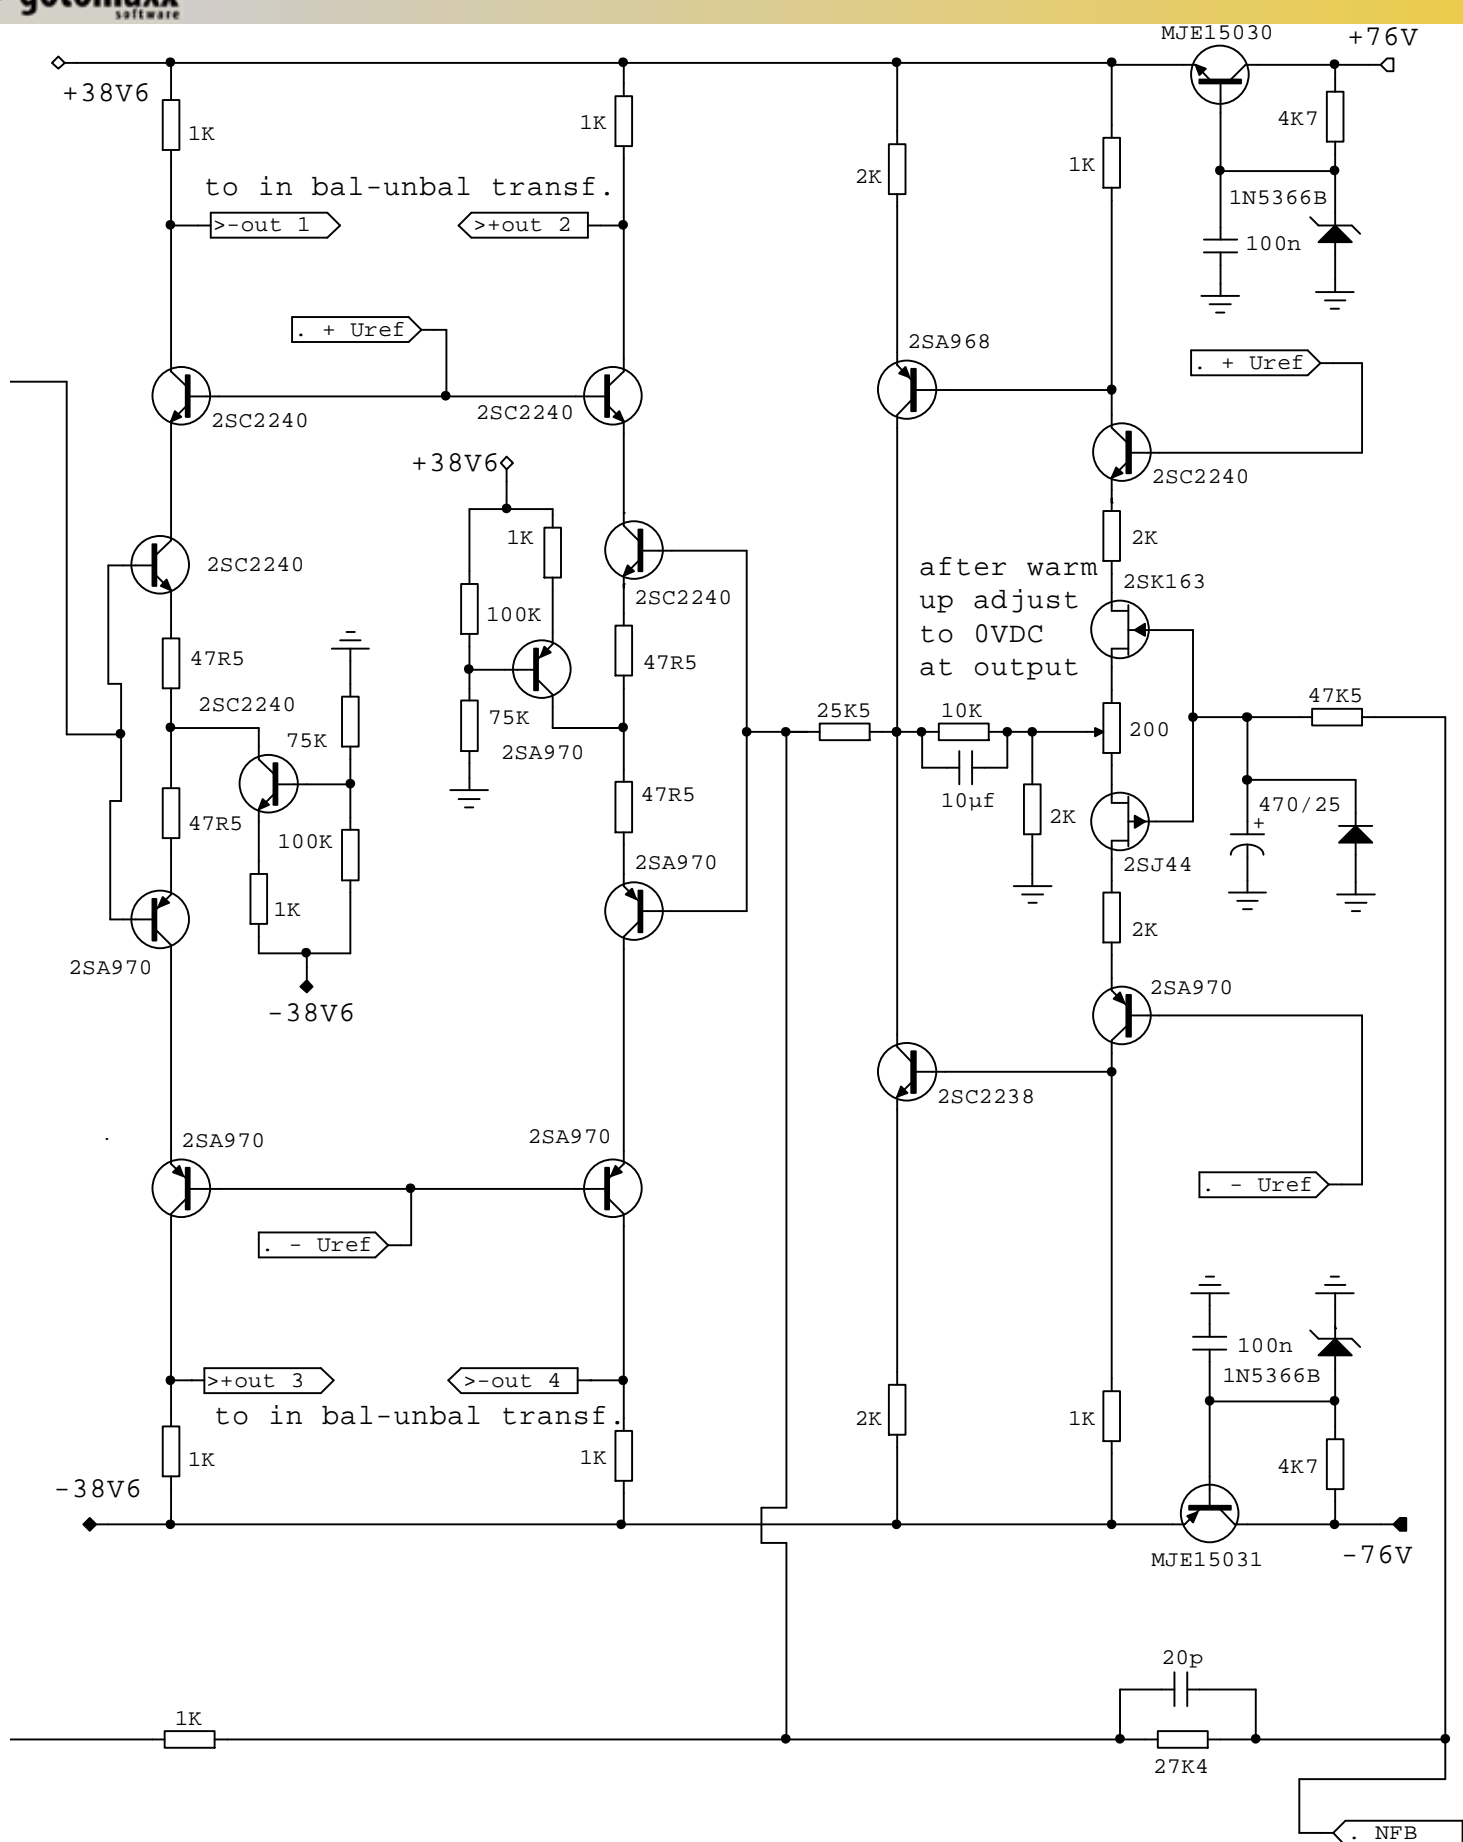 gotomaxx
software
MJE15030
+76V
+38V6
1K
1K
4K7
2K
1K
to in bal-unbal transf.
1N5366B
>-out 1
>+out 2
100n
. + Uref
2SA968
. + Uref
2SC2240
2SC2240
+38V6
2SC2240
1K
2K
2SC2240
after warm
up adjust
to 0VDC
at output
2SK163
2SC2240
100K
47R5
47R5
2SC2240
75K
75K
2SA970
25K5
10K
200
47K5
47R5
47R5
10µf
2K
470/25
+
100K
2SA970
2SJ44
1K
2K
2SA970
2SA970
-38V6
2SC2238
2SA970
2SA970
. - Uref
. - Uref
100n
1N5366B
>+out 3
>-out 4
to in bal-unbal transf.
2K
1K
1K
1K
4K7
-38V6
MJE15031
-76V
20p
1K
27K4
. NFB